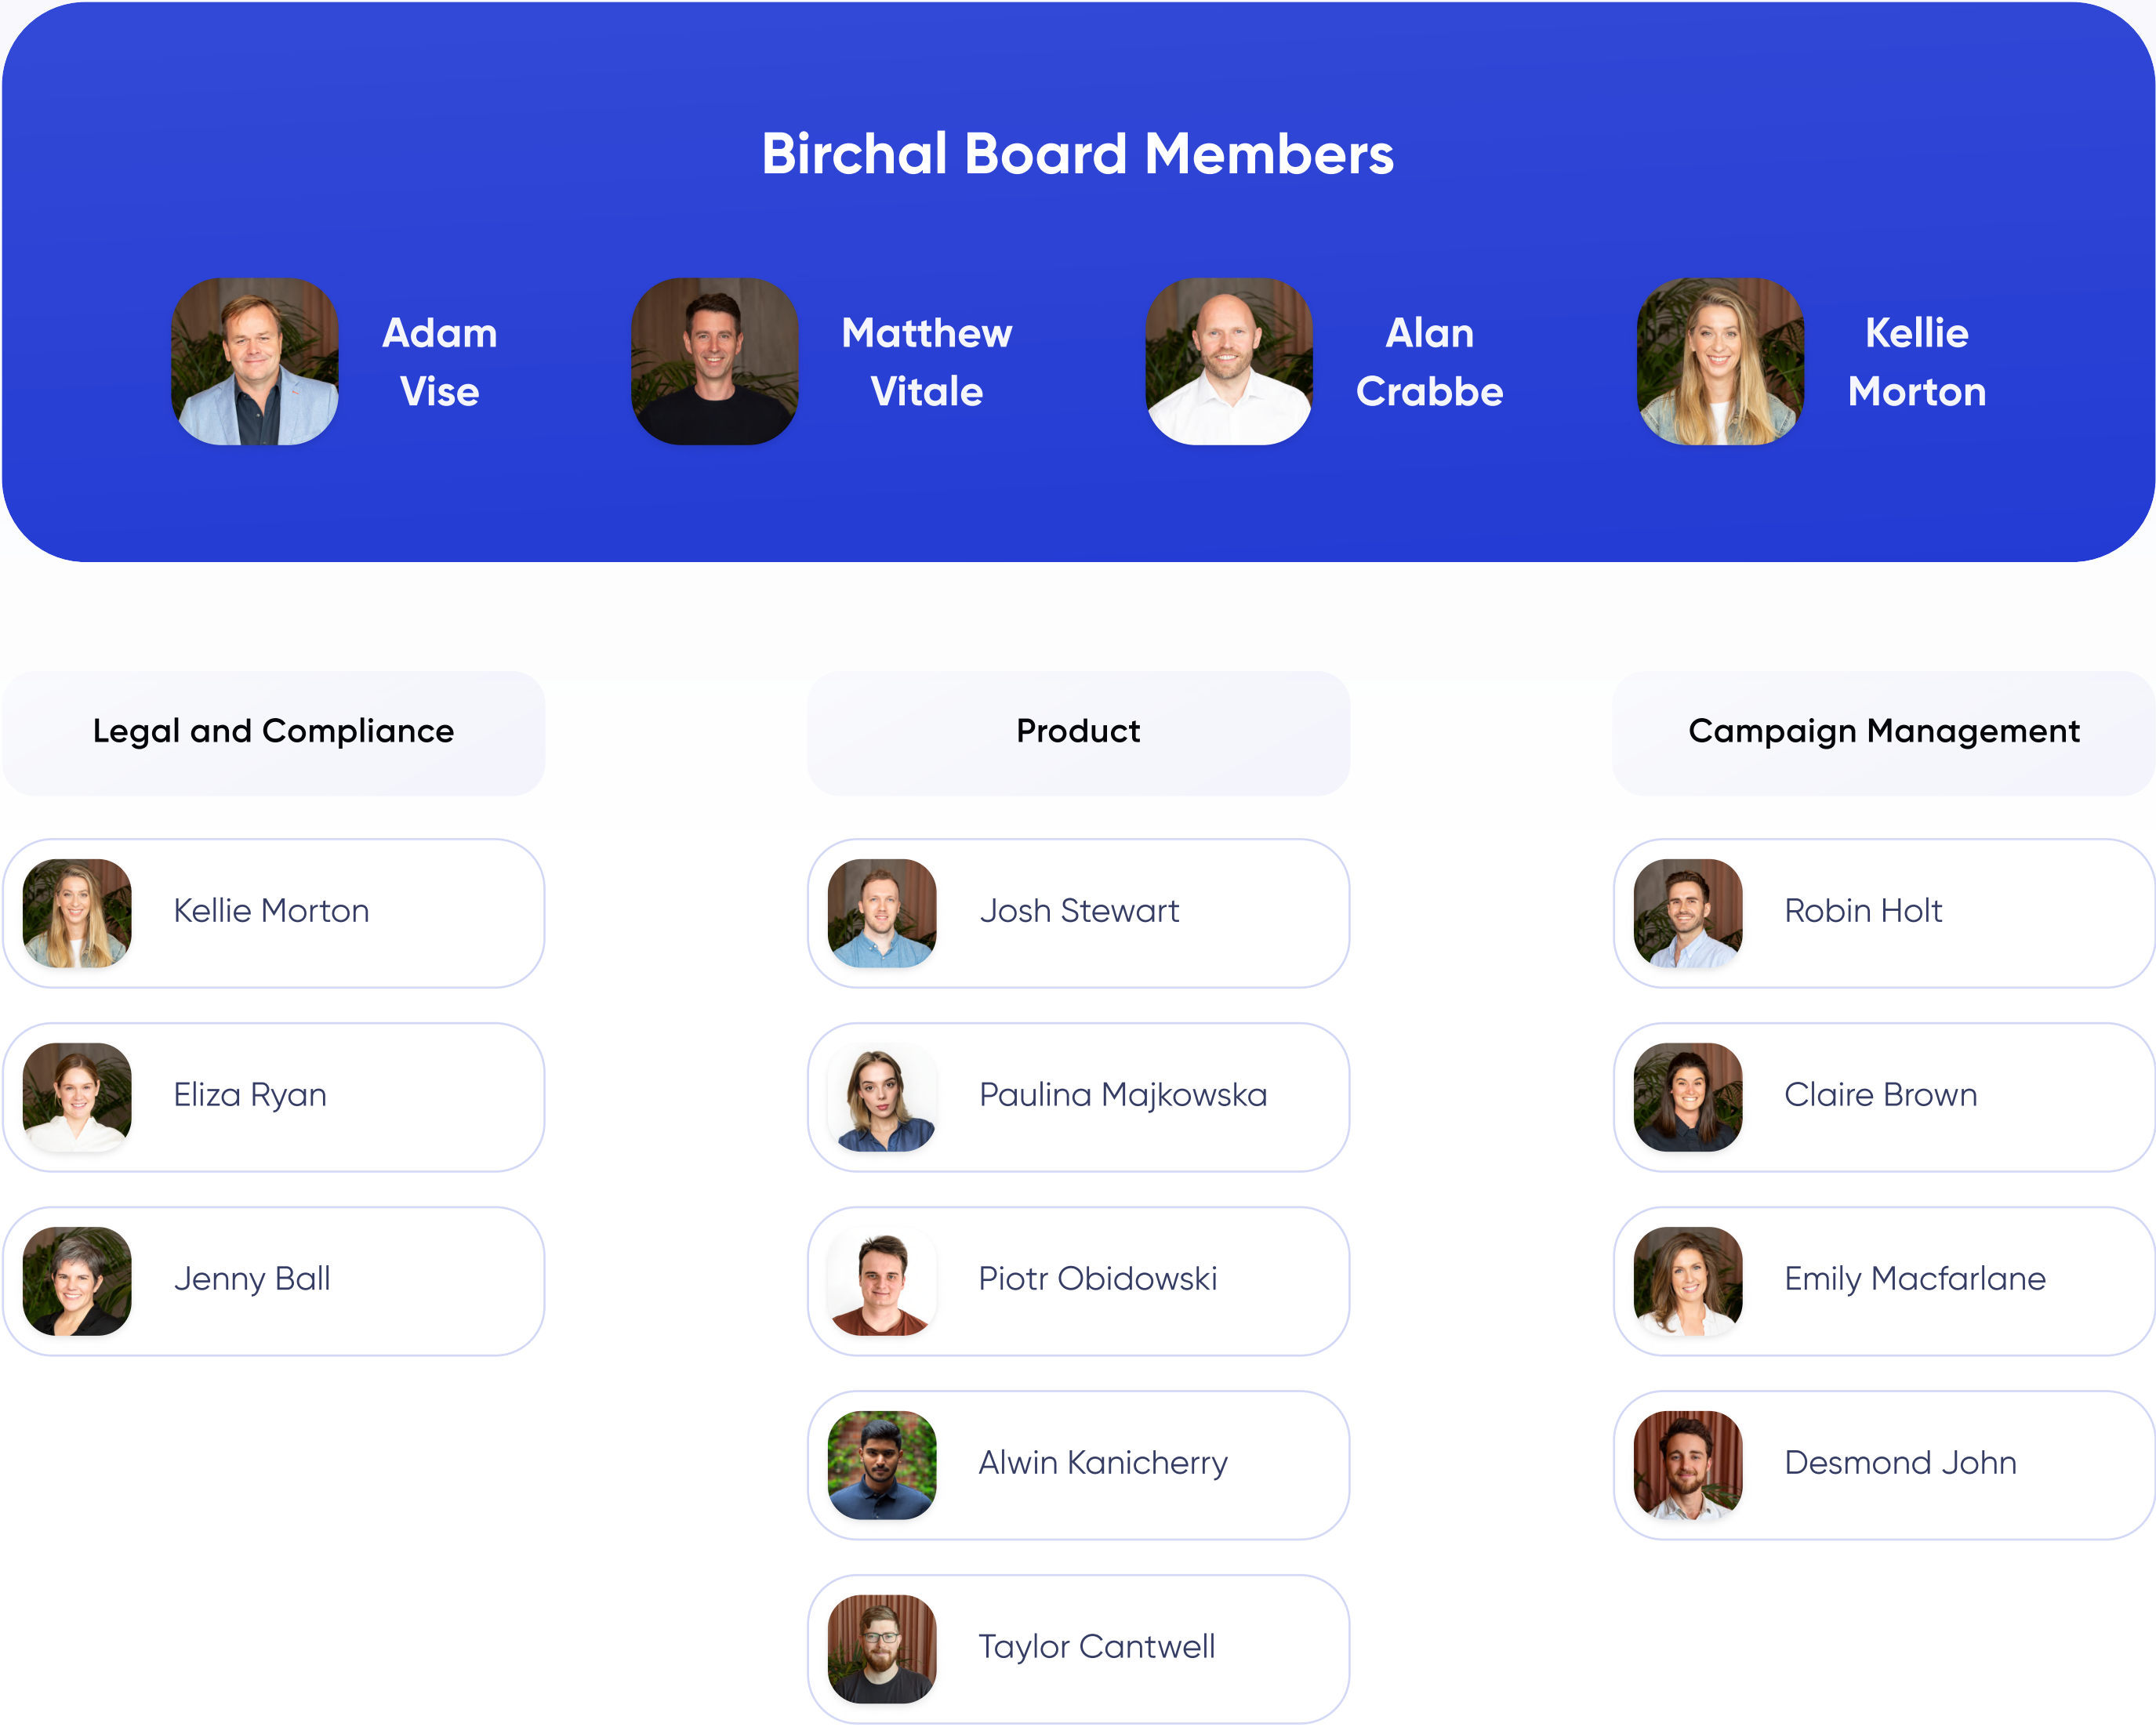 Birchal Board Members
Adam
Vise
Matthew
Vitale
Alan
Crabbe
Kellie
Morton
Legal and Compliance
Kellie Morton
Eliza Ryan
Jenny Ball
Product
Josh Stewart
Paulina Majkowska
Piotr Obidowski
Alwin Kanicherry
Taylor Cantwell
Campaign Management
Robin Holt
Claire Brown
Emily Macfarlane
Desmond John